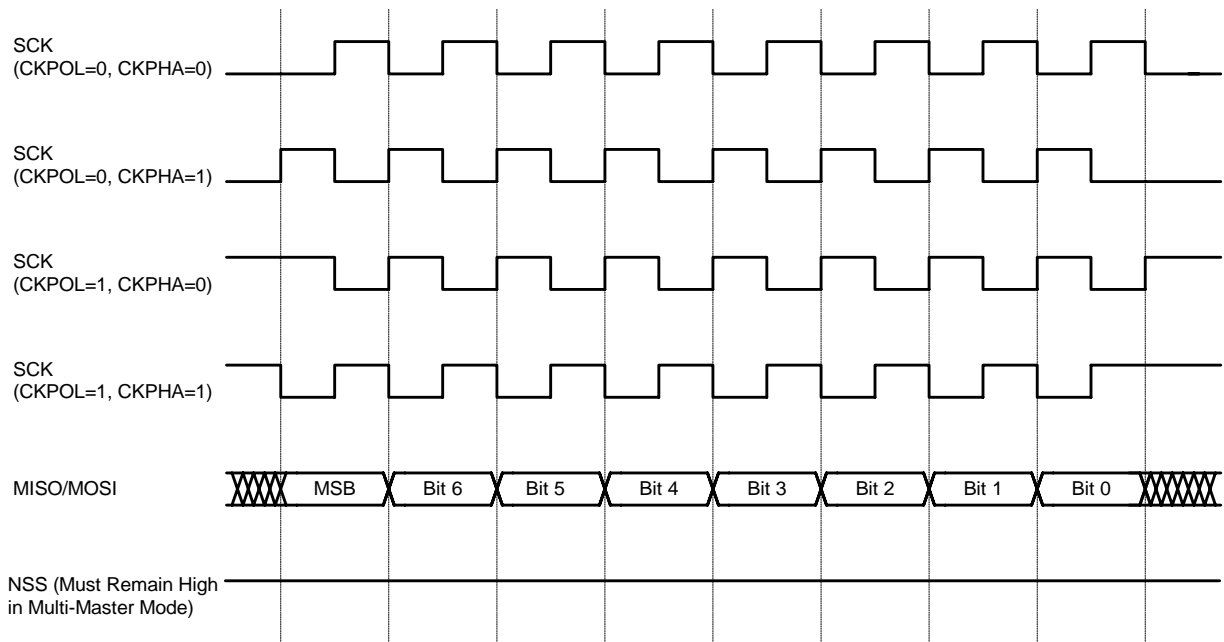 SCK
(CKPOL=0, CKPHA=0)
SCK
(CKPOL=0, CKPHA=1)
SCK
(CKPOL=1, CKPHA=0)
SCK
(CKPOL=1, CKPHA=1)
MISO/MOSI MSB Bit 6 Bit 5 Bit 4 Bit 3 Bit 2 Bit 1 Bit 0
NSS (Must Remain High
in Multi-Master Mode)